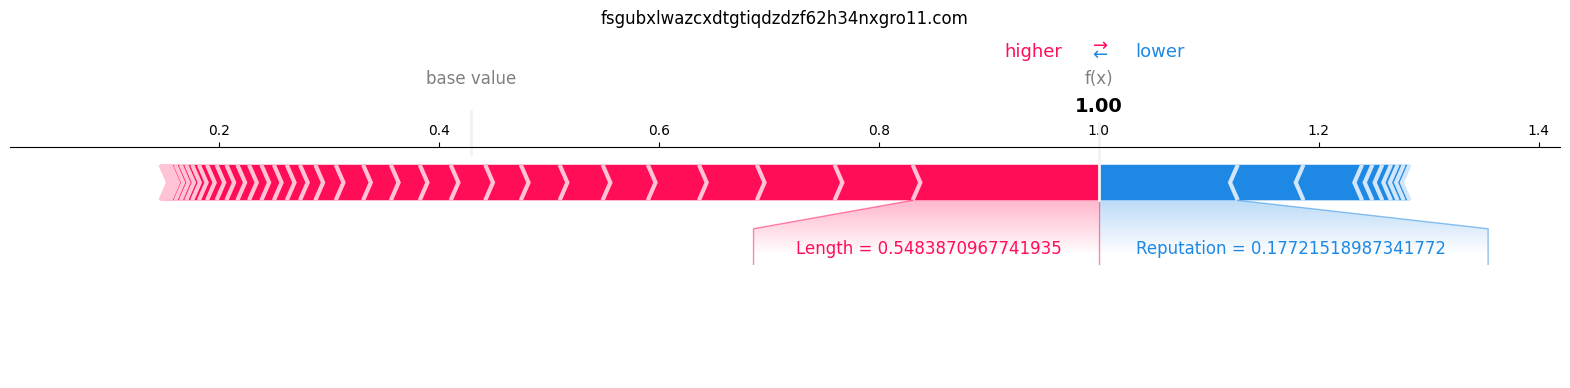 fsgubxlwazcxdtgtiqdzdzf62h34nxgro11.com
higher → ← lower
base value f(x)
1.00
0.2 0.4 0.6 0.8 1.0 1.2 1.4
Length = 0.5483870967741935 Reputation = 0.17721518987341772